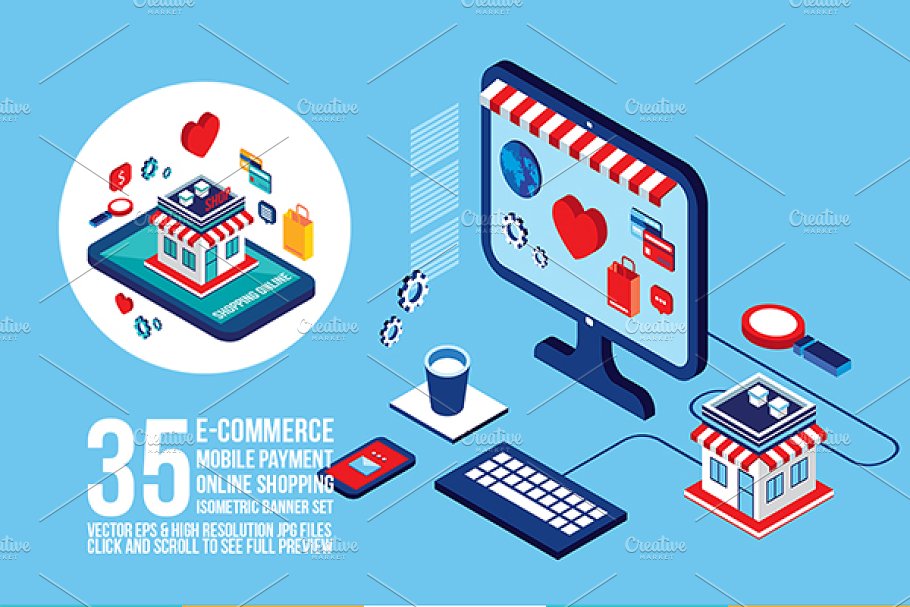 SHOP
$
SHOPPING ONLINE
35
E-COMMERCE
MOBILE PAYMENT
ONLINE SHOPPING
ISOMETRIC BANNER SET
VECTOR EPS & HIGH RESOLUTION JPG FILES
CLICK AND SCROLL TO SEE FULL PREVIEW
Creative
MARKET